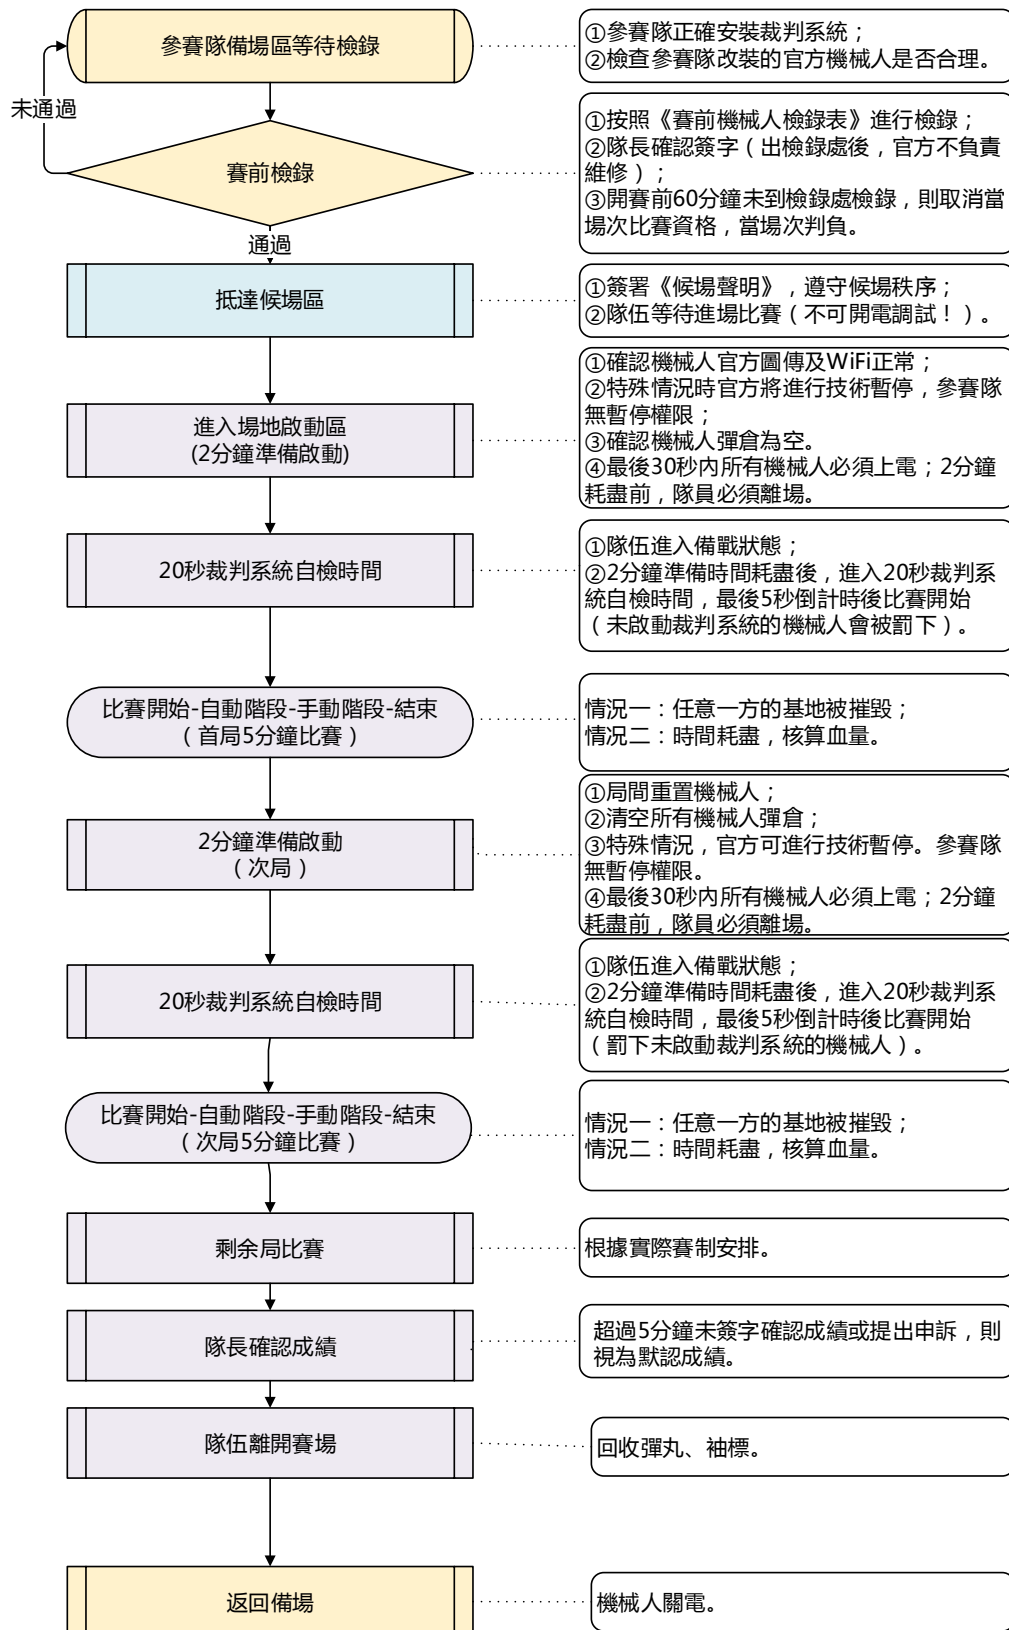 參賽隊備場區等待檢錄
①參賽隊正確安裝裁判系統；
②檢查參賽隊改裝的官方機械人是否合理。
未通過
賽前檢錄
①按照《賽前機械人檢錄表》進行檢錄；
②隊長確認簽字（出檢錄處後，官方不負責
維修）；
③開賽前60分鐘未到檢錄處檢錄，則取消當
場次比賽資格，當場次判負。
通過
抵達候場區
①簽署《候場聲明》，遵守候場秩序；
②隊伍等待進場比賽（不可開電調試！）。
進入場地啟動區
(2分鐘準備啟動)
①確認機械人官方圖傳及WiFi正常；
②特殊情況時官方將進行技術暫停，參賽隊
無暫停權限；
③確認機械人彈倉為空。
④最後30秒內所有機械人必須上電；2分鐘
耗盡前，隊員必須離場。
20秒裁判系統自檢時間
①隊伍進入備戰狀態；
②2分鐘準備時間耗盡後，進入20秒裁判系
統自檢時間，最後5秒倒計時後比賽開始
（未啟動裁判系統的機械人會被罰下）。
比賽開始-自動階段-手動階段-結束
（首局5分鐘比賽）
情況一：任意一方的基地被摧毀；
情況二：時間耗盡，核算血量。
2分鐘準備啟動
（次局）
①局間重置機械人；
②清空所有機械人彈倉；
③特殊情況，官方可進行技術暫停。參賽隊
無暫停權限。
④最後30秒內所有機械人必須上電；2分鐘
耗盡前，隊員必須離場。
20秒裁判系統自檢時間
①隊伍進入備戰狀態；
②2分鐘準備時間耗盡後，進入20秒裁判系
統自檢時間，最後5秒倒計時後比賽開始
（罰下未啟動裁判系統的機械人）。
比賽開始-自動階段-手動階段-結束
（次局5分鐘比賽）
情況一：任意一方的基地被摧毀；
情況二：時間耗盡，核算血量。
剩余局比賽
根據實際賽制安排。
隊長確認成績
超過5分鐘未簽字確認成績或提出申訴，則
視為默認成績。
隊伍離開賽場
回收彈丸、袖標。
返回備場
機械人關電。